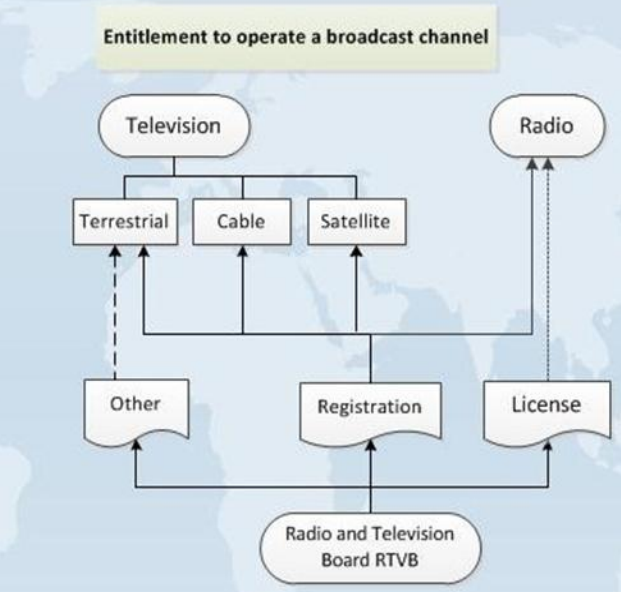 Entitlement to operate a broadcast channel
Television
Radio
Terrestrial
Cable
Satellite
Other
Registration
License
Radio and Television
Board RTVB